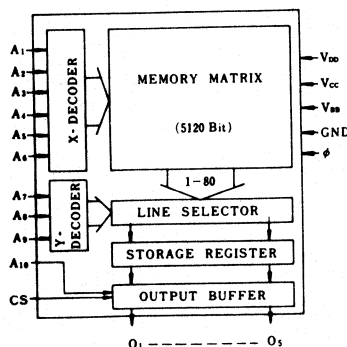 A1
A2
A3
A4
A5
A6
X-DECODER
MEMORY MATRIX
(5120 Bit)
VDD
VCC
VBB
GND
φ
1-80
A7
A8
A9
Y-DECODER
LINE SELECTOR
STORAGE REGISTER
A10
CS
OUTPUT BUFFER
O1 O5